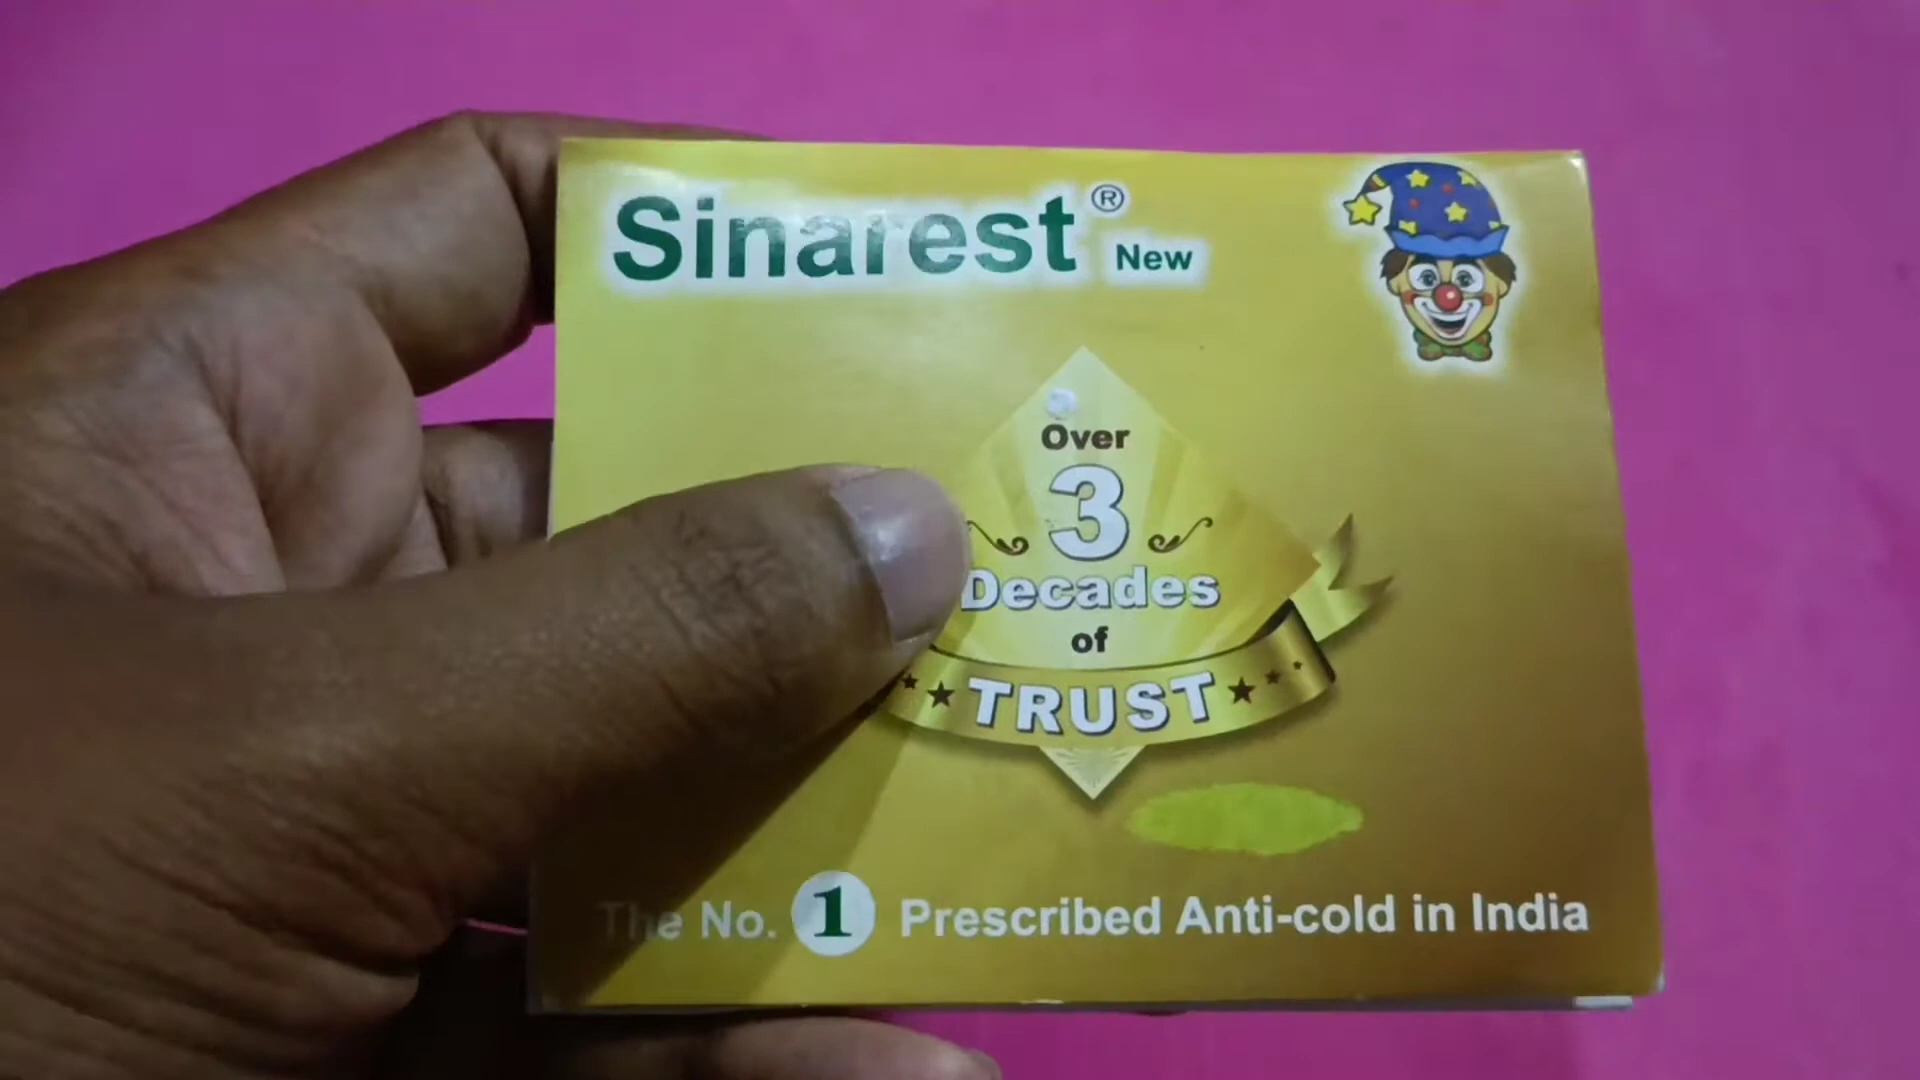 Sinarest® New
Over
3
Decades
of
TRUST
The No. 1 Prescribed Anti-cold in India